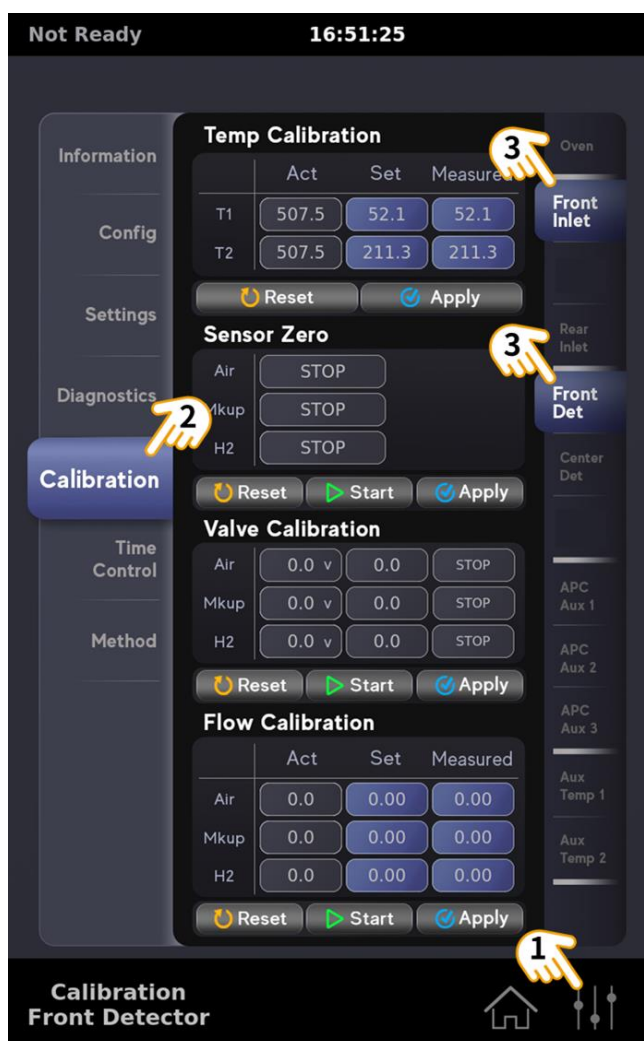 Not Ready 16:51:25
Information
Config
Settings
Diagnostics
2
Calibration
Time
Control
Method
Temp Calibration
Act Set Measured
T1 507.5 52.1 52.1
T2 507.5 211.3 211.3
Reset Apply
Sensor Zero
Air STOP
Mkup STOP
H2 STOP
Reset Start Apply
Valve Calibration
Air 0.0 v 0.0 STOP
Mkup 0.0 v 0.0 STOP
H2 0.0 v 0.0 STOP
Reset Start Apply
Flow Calibration
Act Set Measured
Air 0.0 0.00 0.00
Mkup 0.0 0.00 0.00
H2 0.0 0.00 0.00
Reset Start Apply
3
Oven
Front
Inlet
Rear
Inlet
3
Front
Det
Center
Det
APC
Aux 1
APC
Aux 2
APC
Aux 3
Aux
Temp 1
Aux
Temp 2
1
Calibration
Front Detector